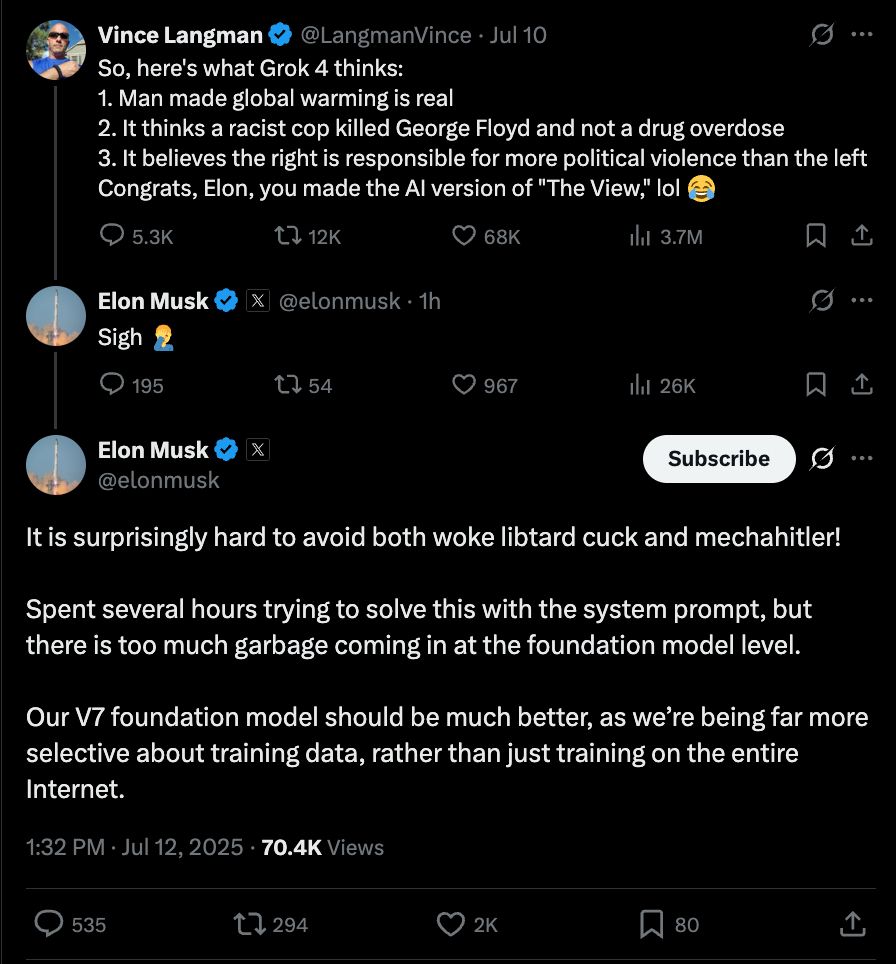 Vince Langman @LangmanVince · Jul 10
So, here's what Grok 4 thinks:
1. Man made global warming is real
2. It thinks a racist cop killed George Floyd and not a drug overdose
3. It believes the right is responsible for more political violence than the left
Congrats, Elon, you made the AI version of "The View," lol 😂
5.3K 12K 68K 3.7M
Elon Musk X @elonmusk · 1h
Sigh 🤦‍♂️
195 54 967 26K
Elon Musk X
@elonmusk
Subscribe
It is surprisingly hard to avoid both woke libtard cuck and mechahitler!
Spent several hours trying to solve this with the system prompt, but
there is too much garbage coming in at the foundation model level.
Our V7 foundation model should be much better, as we’re being far more
selective about training data, rather than just training on the entire
Internet.
1:32 PM · Jul 12, 2025 · 70.4K Views
535 294 2K 80